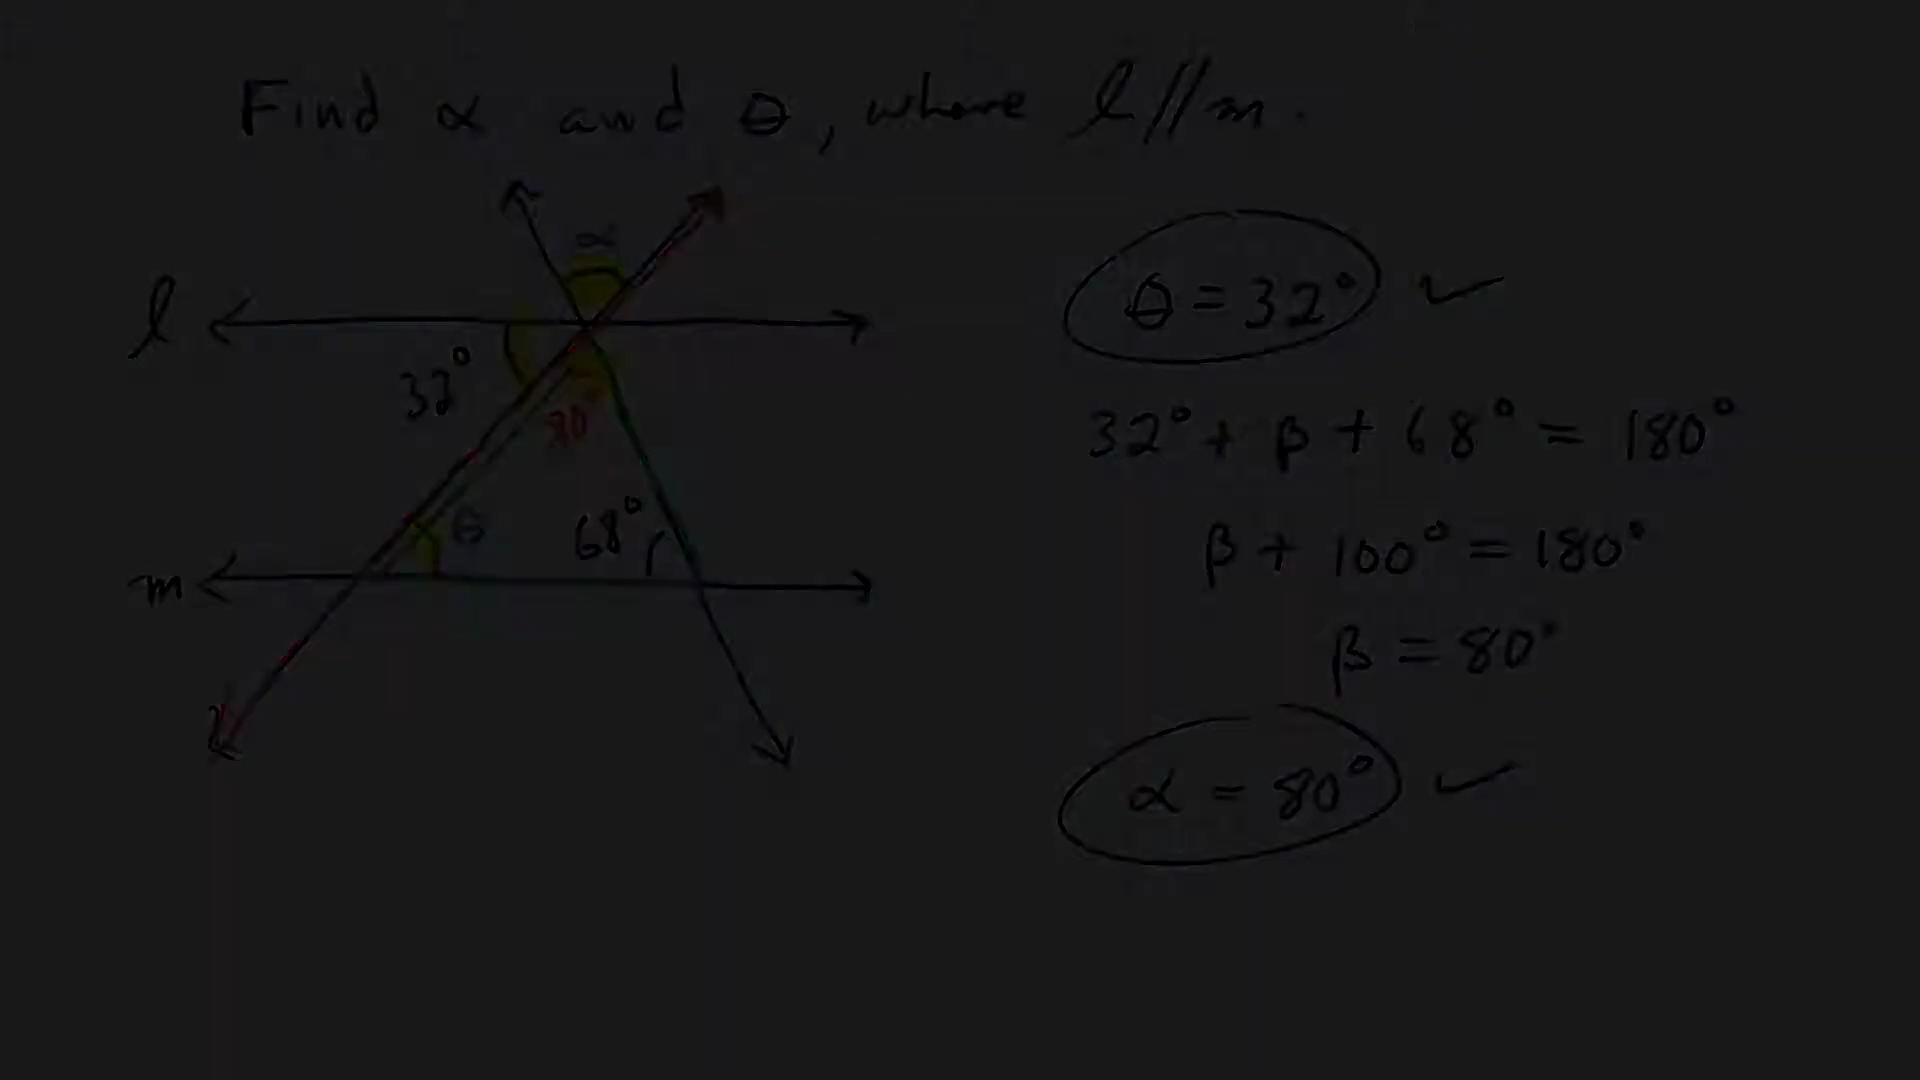 Find α and θ, where l//m.
α
l
32°
80°
θ
68°
m
θ = 32°
32° + β + 68° = 180°
β + 100° = 180°
β = 80°
α = 80°